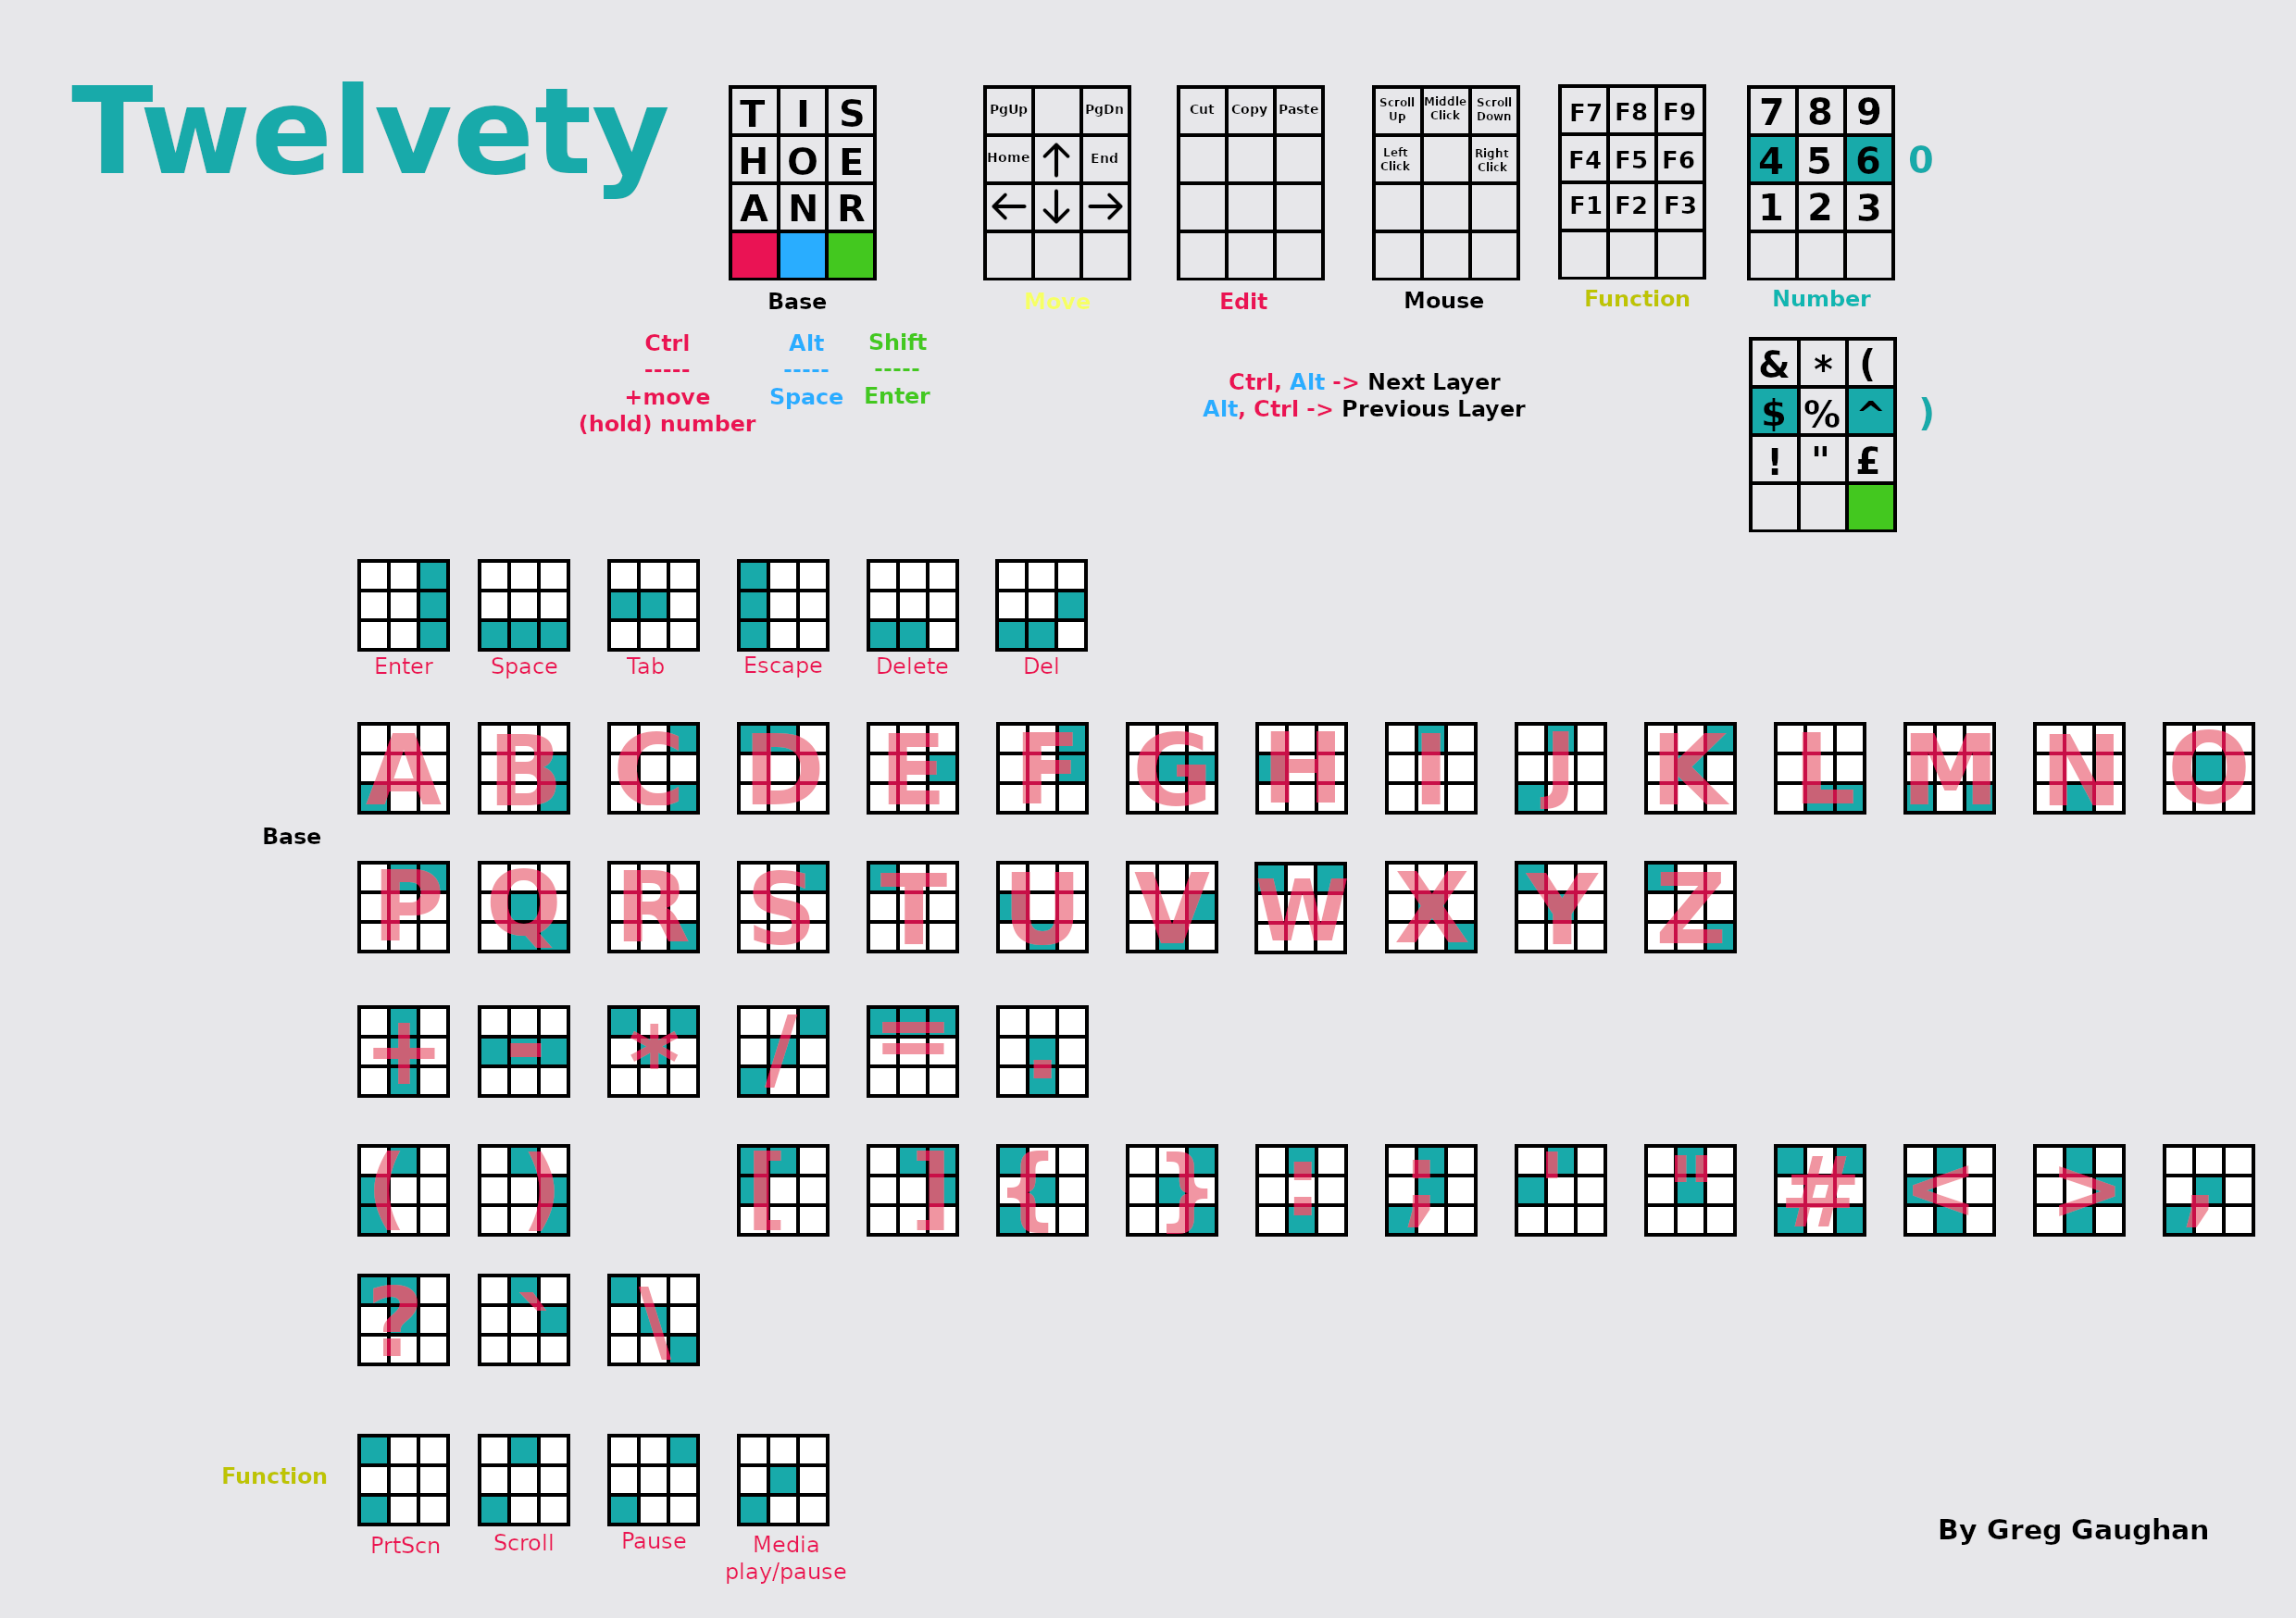 Twelvety
T I S
H O E
A N R
Base
PgUp PgDn
Home ↑ End
← ↓ →
Move
Cut Copy Paste
Edit
Scroll Up Middle Click Scroll Down
Left Click Right Click
Mouse
F7 F8 F9
F4 F5 F6
F1 F2 F3
Function
7 8 9
4 5 6 0
1 2 3
Number
Ctrl Alt Shift
----- ----- -----
+move Space Enter
(hold) number
Ctrl, Alt -> Next Layer
Alt, Ctrl -> Previous Layer
& * (
$ % ^ )
! " £
Enter Space Tab Escape Delete Del
A B C D E F G H I J K L M N O
Base
P Q R S T U V W X Y Z
+ - * / = .
( ) [ ] { } : ; ' " # < > ,
? ` \
Function
PrtScn Scroll Pause Media
play/pause
By Greg Gaughan